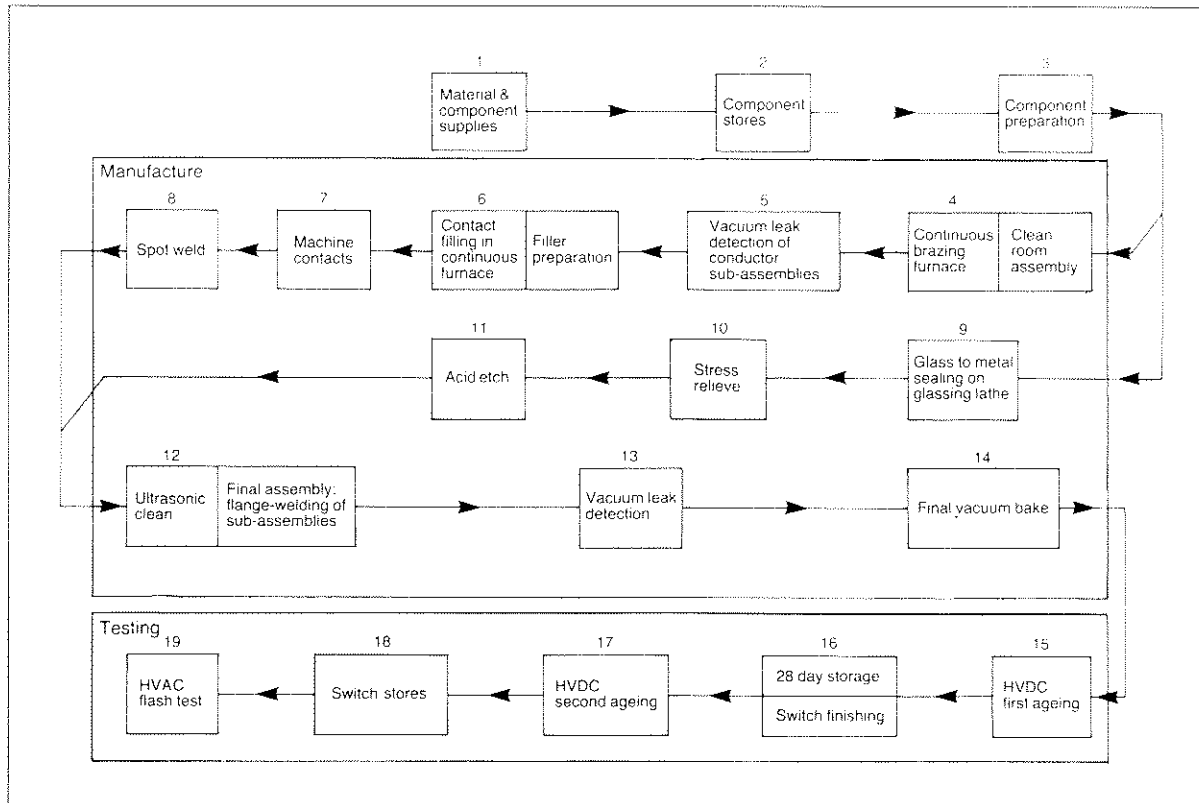 1
2
3
Material &
component
supplies
Component
stores
Component
preparation
Manufacture
8
7
6
5
4
Spot weld
Machine
contacts
Contact
filling in
continuous
furnace
Filler
preparation
Vacuum leak
detection of
conductor
sub-assemblies
Continuous
brazing
furnace
Clean
room
assembly
11
10
9
Acid etch
Stress
relieve
Glass to metal
sealing on
glassing lathe
12
13
14
Ultrasonic
clean
Final assembly:
flange-welding of
sub-assemblies
Vacuum leak
detection
Final vacuum bake
Testing
19
18
17
16
15
HVAC
flash test
Switch stores
HVDC
second ageing
28 day storage
Switch finishing
HVDC
first ageing